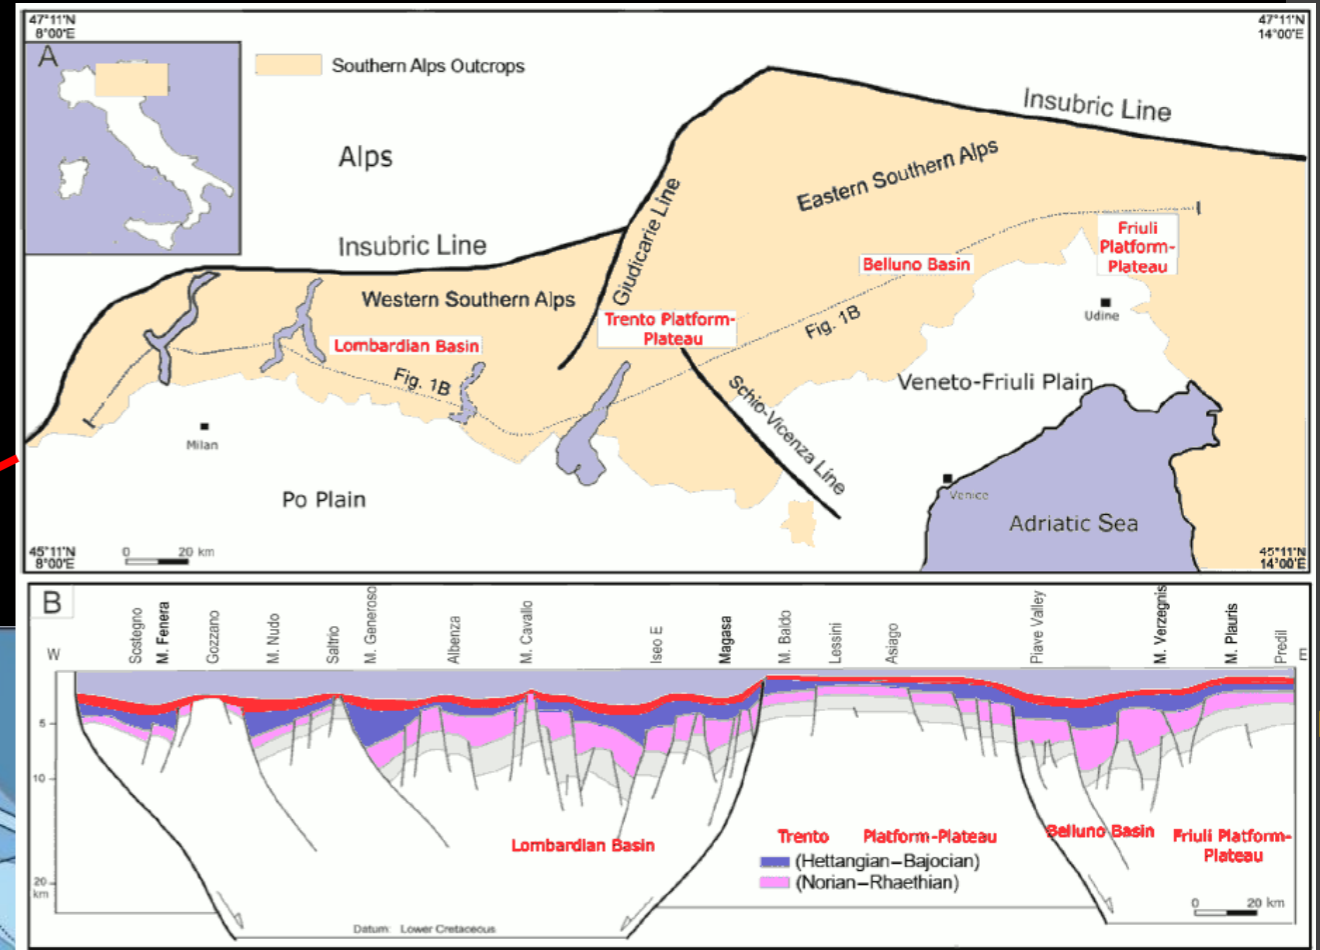 47°11'N
8°00'E
47°11'N
14°00'E
A
Southern Alps Outcrops
Insubric Line
Alps
Eastern Southern Alps
Giudicarie Line
Insubric Line
Friuli
Platform-
Plateau
Belluno Basin
Western Southern Alps
Udine
Trento Platform-
Plateau
Fig. 1B
Lombardian Basin
Fig. 1B
Veneto-Friuli Plain
Schio-Vicenza Line
Milan
Po Plain
Venice
Adriatic Sea
45°11'N
8°00'E
0 20 km
45°11'N
14°00'E
B
W
Sostegno
M. Fenera
Gozzano
M. Nudo
Saltrio
M. Generoso
Albenza
M. Cavallo
Iseo E
Magasa
M. Baldo
Lessini
Asiago
Piave Valley
M. Verzegnis
M. Plauris
Predil
E
5
10
20
km
Lombardian Basin
Trento Platform-Plateau
Belluno Basin
Friuli Platform-
Plateau
(Hettangian–Bajocian)
(Norian–Rhaethian)
0 20 km
Datum: Lower Cretaceous